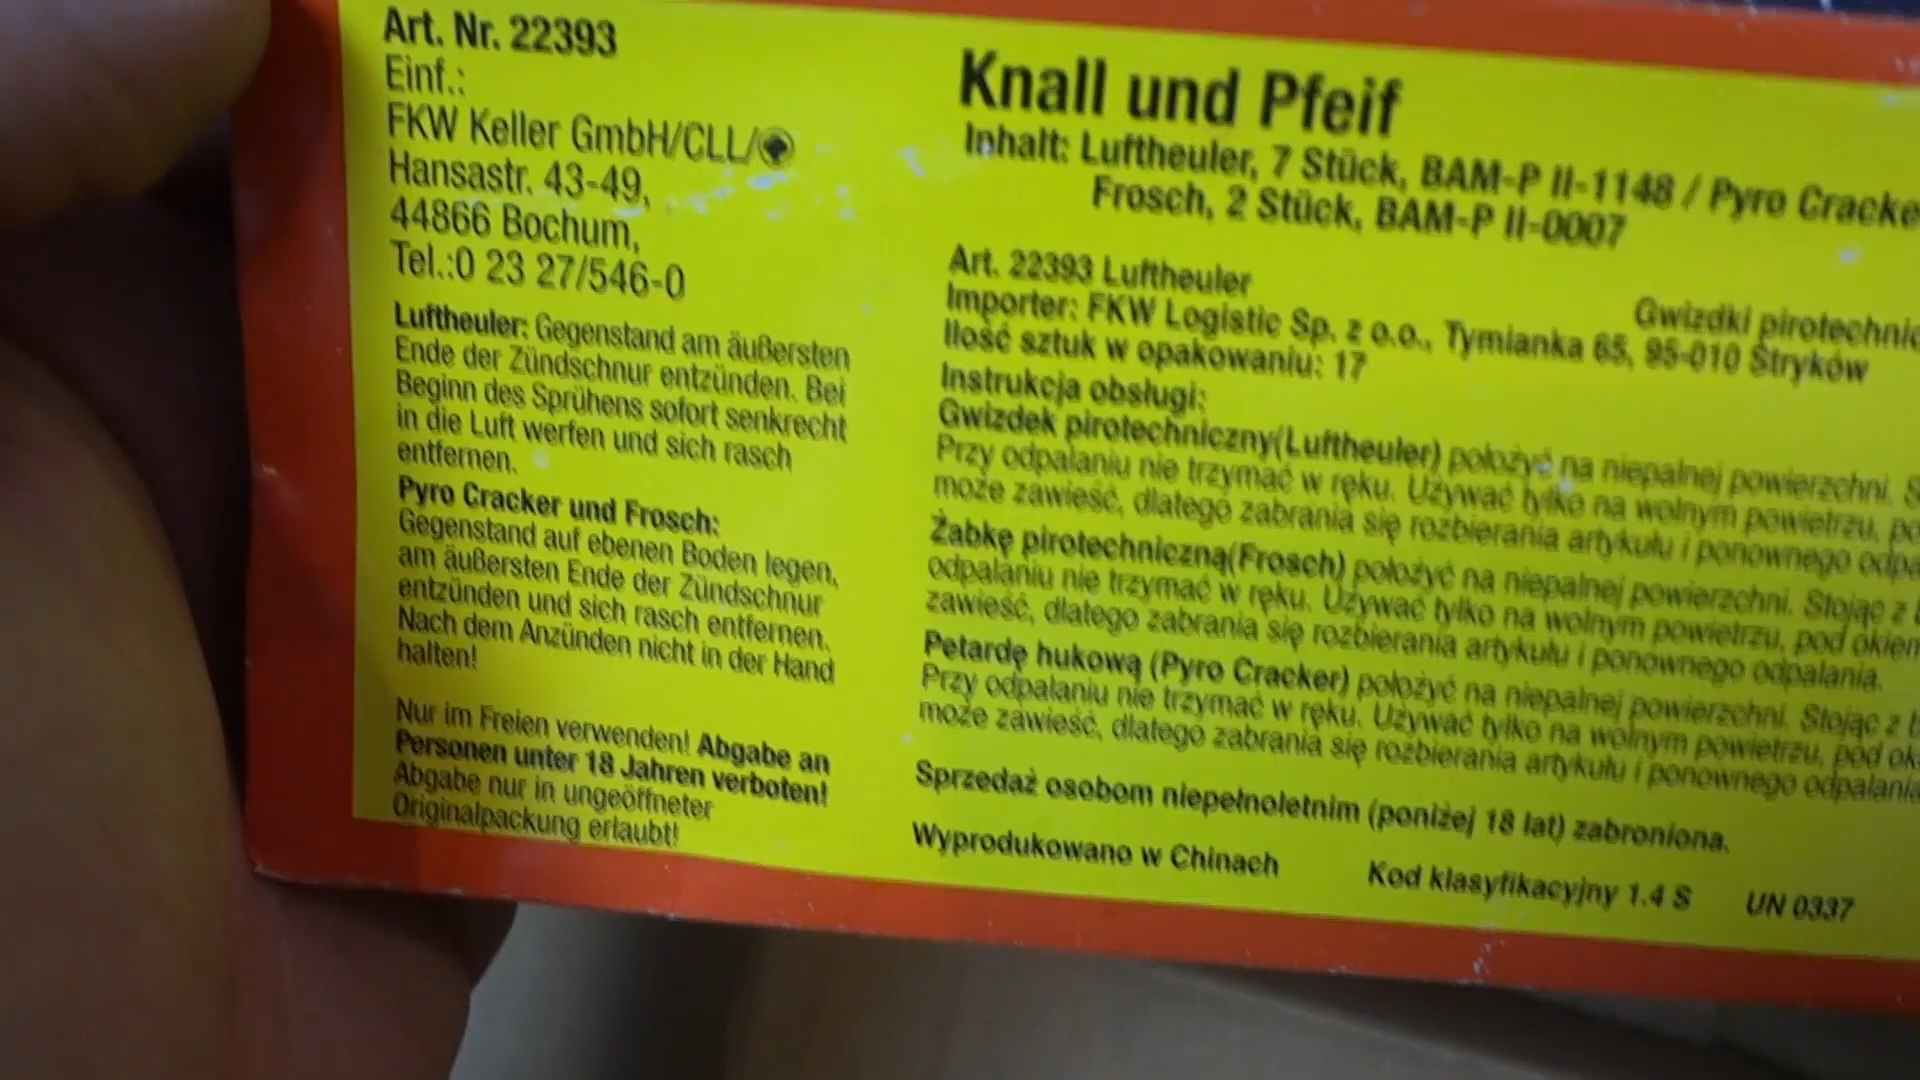 Art. Nr. 22393
Einf.:
FKW Keller GmbH/CLL/
Hansastr. 43-49,
44866 Bochum,
Tel.:0 23 27/546-0
Luftheuler: Gegenstand am äußersten
Ende der Zündschnur entzünden. Bei
Beginn des Sprühens sofort senkrecht
in die Luft werfen und sich rasch
entfernen.
Pyro Cracker und Frosch:
Gegenstand auf ebenen Boden legen,
am äußersten Ende der Zündschnur
entzünden und sich rasch entfernen.
Nach dem Anzünden nicht in der Hand
halten!
Nur im Freien verwenden! Abgabe an
Personen unter 18 Jahren verboten!
Abgabe nur in ungeöffneter
Originalpackung erlaubt!
Knall und Pfeif
Inhalt: Luftheuler, 7 Stück, BAM-P II-1148 / Pyro Cracke
Frosch, 2 Stück, BAM-P II-0007
Art. 22393 Luftheuler
Gwizdki pirotechnic
Importer: FKW Logistic Sp. z o.o., Tymianka 65, 95-010 Stryków
Ilość sztuk w opakowaniu: 17
Instrukcja obsługi:
Gwizdek pirotechniczny(Luftheuler) położyć na niepalnej powierzchni. S
Przy odpalaniu nie trzymać w ręku. Używać tylko na wolnym powietrzu, po
może zawieść, dlatego zabrania się rozbierania artykułu i ponownego odpa
Żabkę pirotechniczną(Frosch) położyć na niepalnej powierzchni. Stojąc z b
odpalaniu nie trzymać w ręku. Używać tylko na wolnym powietrzu, pod okiem
zawieść, dlatego zabrania się rozbierania artykułu i ponownego odpalania.
Petardę hukową (Pyro Cracker) położyć na niepalnej powierzchni. Stojąc z b
Przy odpalaniu nie trzymać w ręku. Używać tylko na wolnym powietrzu, pod ok
może zawieść, dlatego zabrania się rozbierania artykułu i ponownego odpalania
Sprzedaż osobom niepełnoletnim (poniżej 18 lat) zabroniona.
Wyprodukowano w Chinach
Kod klasyfikacyjny 1.4 S
UN 0337